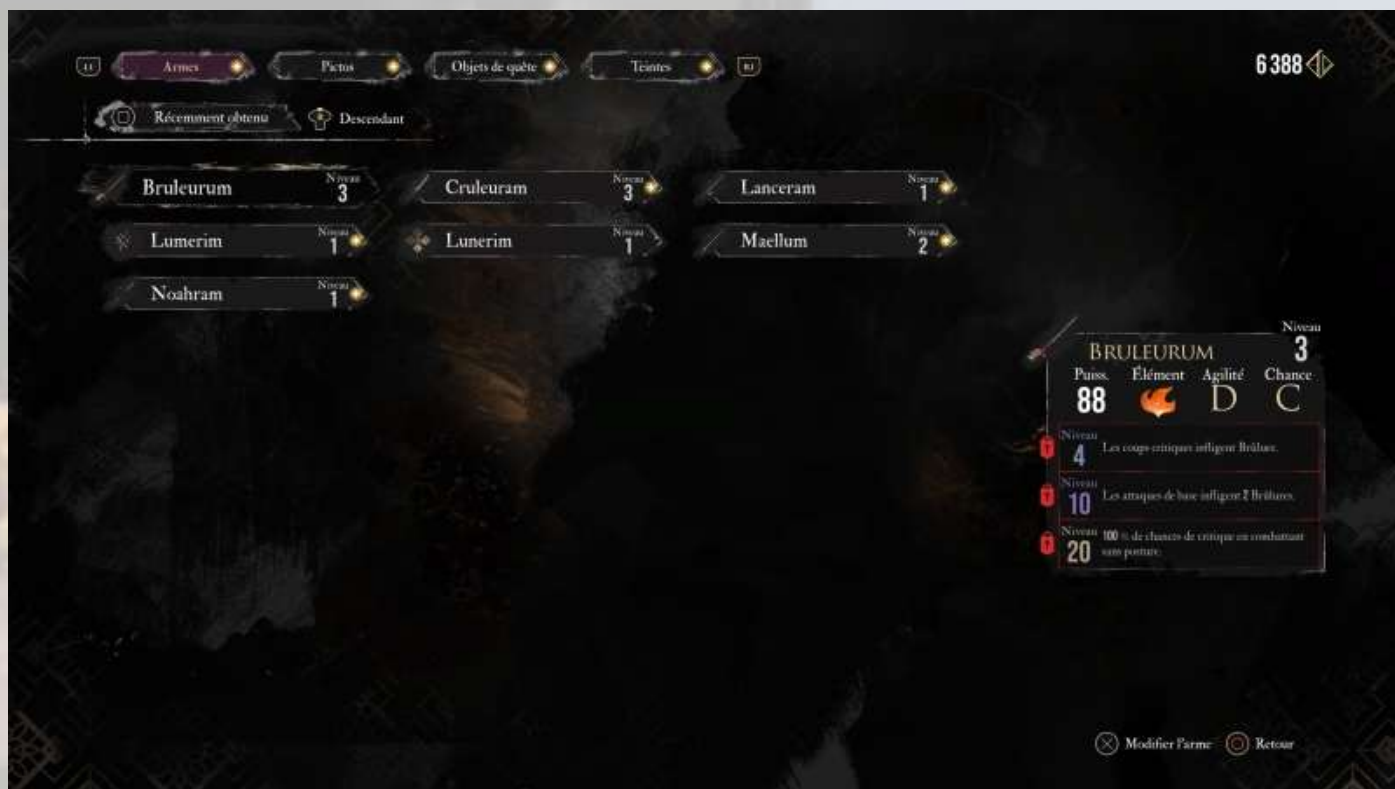 L1 Armes Pictos Objets de quête Teintes R1 6 388
Récemment obtenu Descendant
Bruleurum Niveau 3 Cruleuram Niveau 3 Lanceram Niveau 1
Lumerim Niveau 1 Lunerim Niveau 1 Maellum Niveau 2
Noahram Niveau 1
BRULEURUM Niveau 3
Puiss. Élément Agilité Chance
88 D C
Niveau 4 Les coups critiques infligent Brûlure.
Niveau 10 Les attaques de base infligent 2 Brûlures.
Niveau 20 100 % de chances de critique en combattant
sans posture.
Modifier l'arme Retour